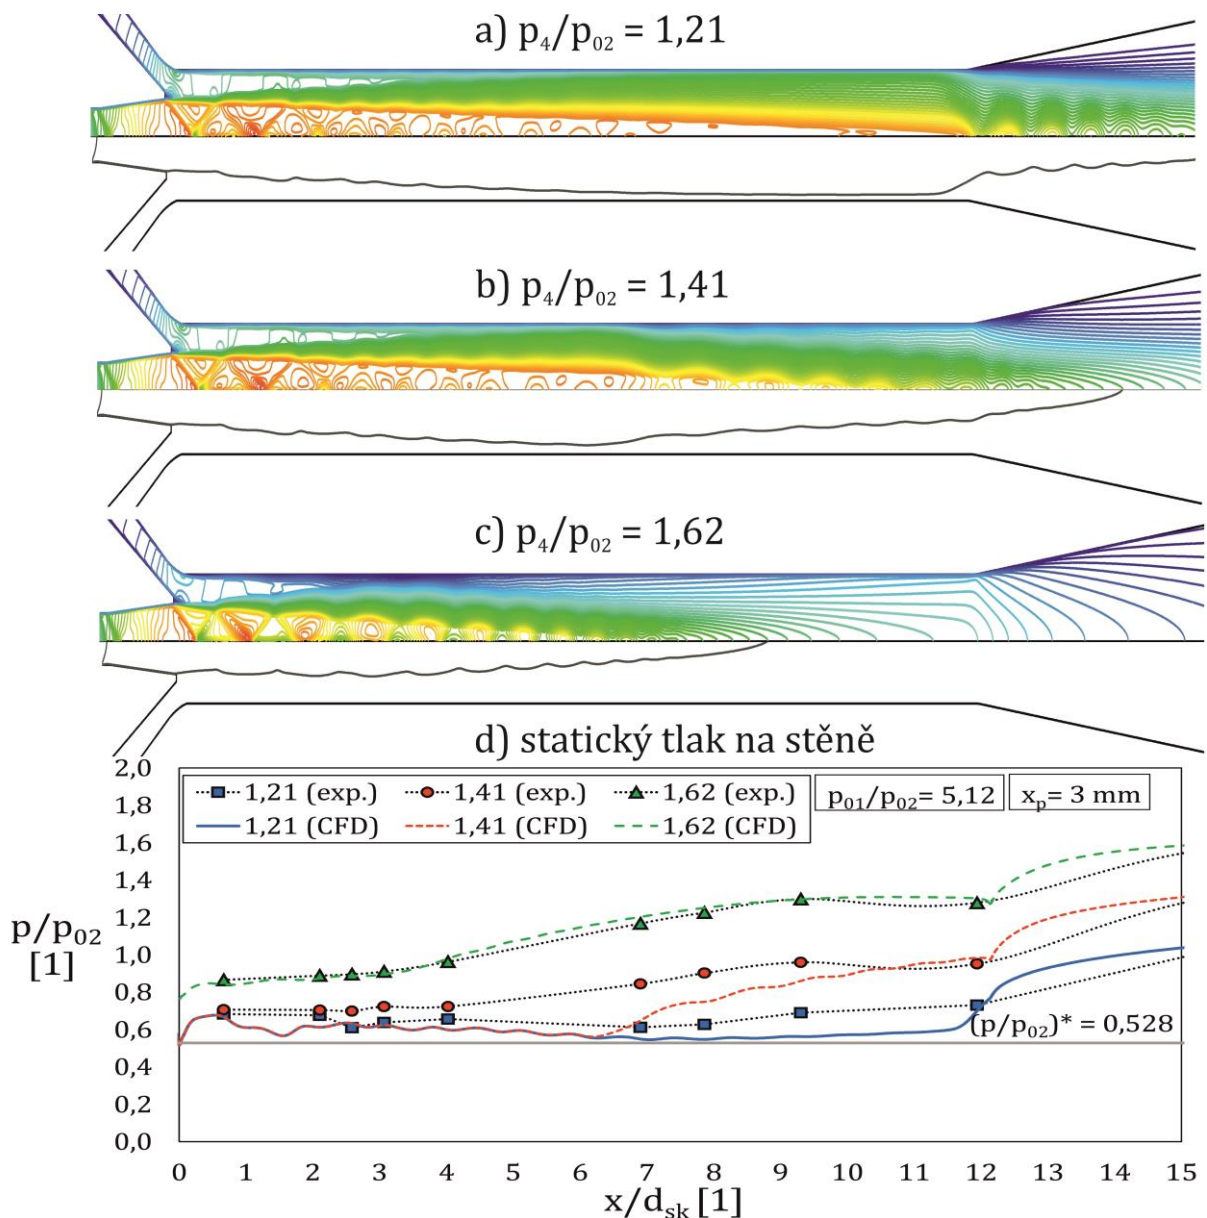 a) p₄/p₀₂ = 1,21
b) p₄/p₀₂ = 1,41
c) p₄/p₀₂ = 1,62
d) statický tlak na stěně
1,21 (exp.) 1,41 (exp.) 1,62 (exp.)
1,21 (CFD) 1,41 (CFD) 1,62 (CFD)
p₀₁/p₀₂= 5,12
xₚ= 3 mm
2,0
1,8
1,6
1,4
1,2
1,0
0,8
0,6
0,4
0,2
0,0
p/p₀₂
[1]
(p/p₀₂)* = 0,528
0 1 2 3 4 5 6 7 8 9 10 11 12 13 14 15
x/dₛₖ [1]